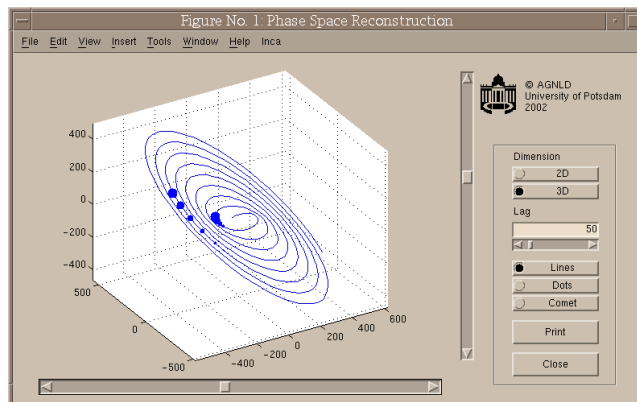 Figure No. 1: Phase Space Reconstruction
File Edit View Insert Tools Window Help Inca
© AGNLD
University of Potsdam
2002
Dimension
2D
3D
Lag
50
Lines
Dots
Comet
Print
Close
400
200
0
−200
−400
500
0
−500
−400
−200
0
200
400
600